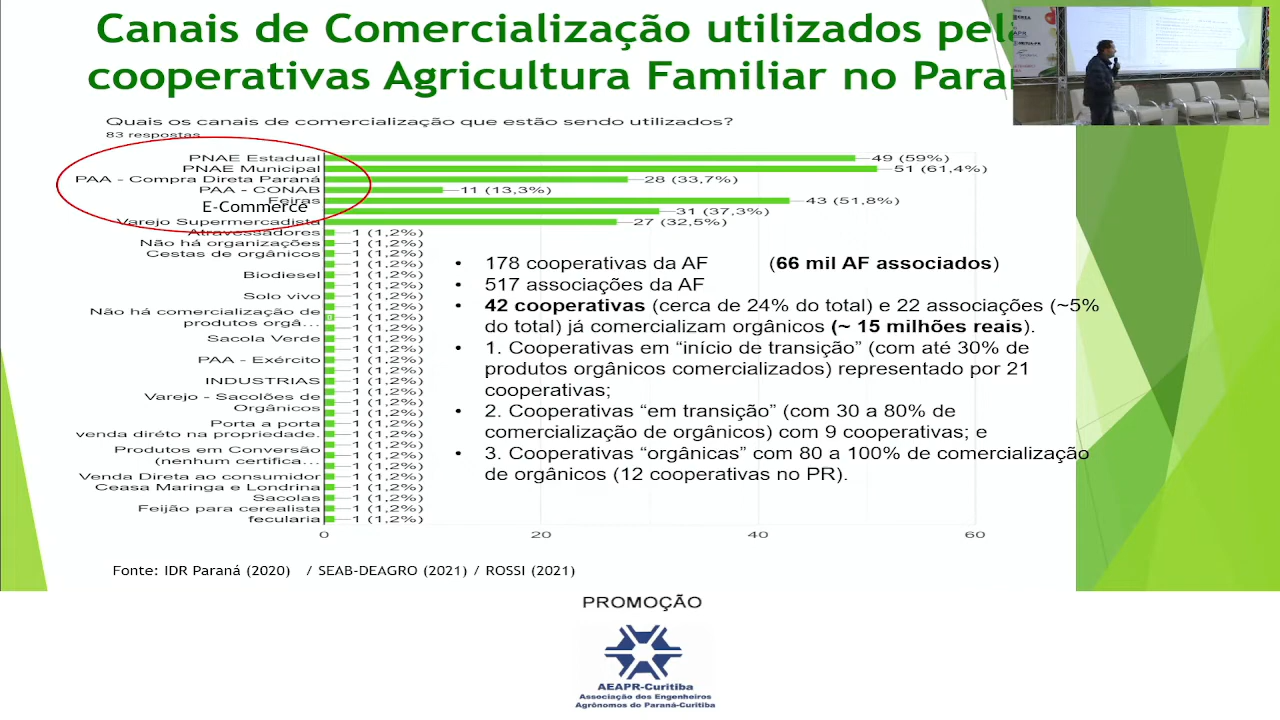 Canais de Comercialização utilizados pel
cooperativas Agricultura Familiar no Para
Quais os canais de comercialização que estão sendo utilizados?
83 respostas
PNAE Estadual 49 (59%)
PNAE Municipal 51 (61,4%)
PAA - Compra Direta Paraná 28 (33,7%)
PAA - CONAB 11 (13,3%)
Feiras 43 (51,8%)
E-Commerce 31 (37,3%)
Varejo Supermercadista 27 (32,5%)
Atravessadores 1 (1,2%)
Não há organizações 1 (1,2%)
Cestas de orgânicos 1 (1,2%)
1 (1,2%)
Biodiesel 1 (1,2%)
1 (1,2%)
Solo vivo 1 (1,2%)
1 (1,2%)
Não há comercialização de
produtos orgâ… 1 (1,2%)
1 (1,2%)
Sacola Verde 1 (1,2%)
1 (1,2%)
PAA - Exército 1 (1,2%)
1 (1,2%)
INDUSTRIAS 1 (1,2%)
1 (1,2%)
Varejo - Sacolões de
Orgânicos 1 (1,2%)
1 (1,2%)
Porta a porta
venda diréto na propriedade. 1 (1,2%)
1 (1,2%)
Produtos em Conversão
(nenhum certifica… 1 (1,2%)
1 (1,2%)
Venda Direta ao consumidor 1 (1,2%)
Ceasa Maringa e Londrina 1 (1,2%)
Sacolas 1 (1,2%)
Feijão para cerealista 1 (1,2%)
fecularia 1 (1,2%)
0 20 40 60
• 178 cooperativas da AF (66 mil AF associados)
• 517 associações da AF
• 42 cooperativas (cerca de 24% do total) e 22 associações (~5%
do total) já comercializam orgânicos (~ 15 milhões reais).
• 1. Cooperativas em “início de transição” (com até 30% de
produtos orgânicos comercializados) representado por 21
cooperativas;
• 2. Cooperativas “em transição” (com 30 a 80% de
comercialização de orgânicos) com 9 cooperativas; e
• 3. Cooperativas “orgânicas” com 80 a 100% de comercialização
de orgânicos (12 cooperativas no PR).
Fonte: IDR Paraná (2020) / SEAB-DEAGRO (2021) / ROSSI (2021)
PROMOÇÃO
AEAPR-Curitiba
Associação dos Engenheiros
Agrônomos do Paraná-Curitiba